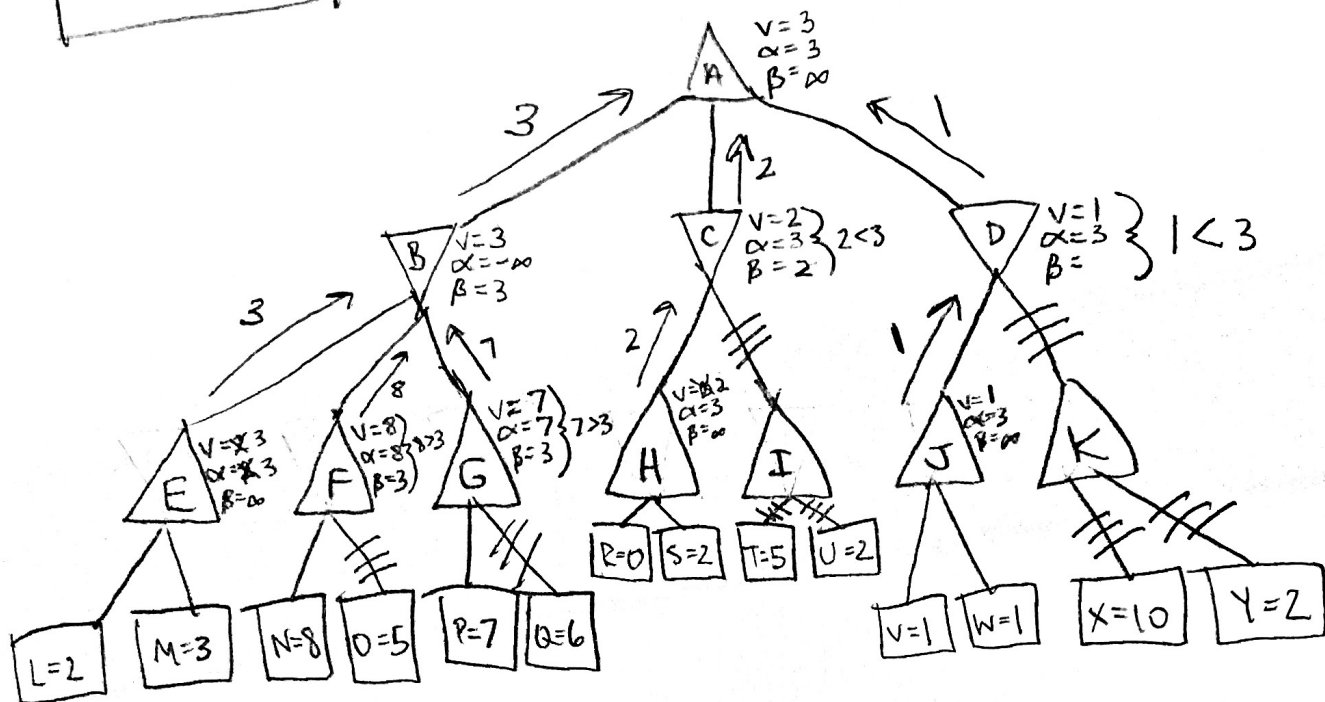 V=3
α=3
β=∞
A
3
1
2
B
V=3
α=-∞
β=3
C
V=2
α=3
β=2
2<3
D
V=1
α=3
β=
1<3
3
8
7
2
1
E
V= 3
α= 3
β=∞
F
V=8
α=8
β=3
8>3
G
V=7
α=7
β=3
7>3
H
V= 2
α=3
β=∞
I
J
V=1
α=3
β=∞
K
L=2
M=3
N=8
O=5
P=7
Q=6
R=0
S=2
T=5
U=2
V=1
W=1
X=10
Y=2